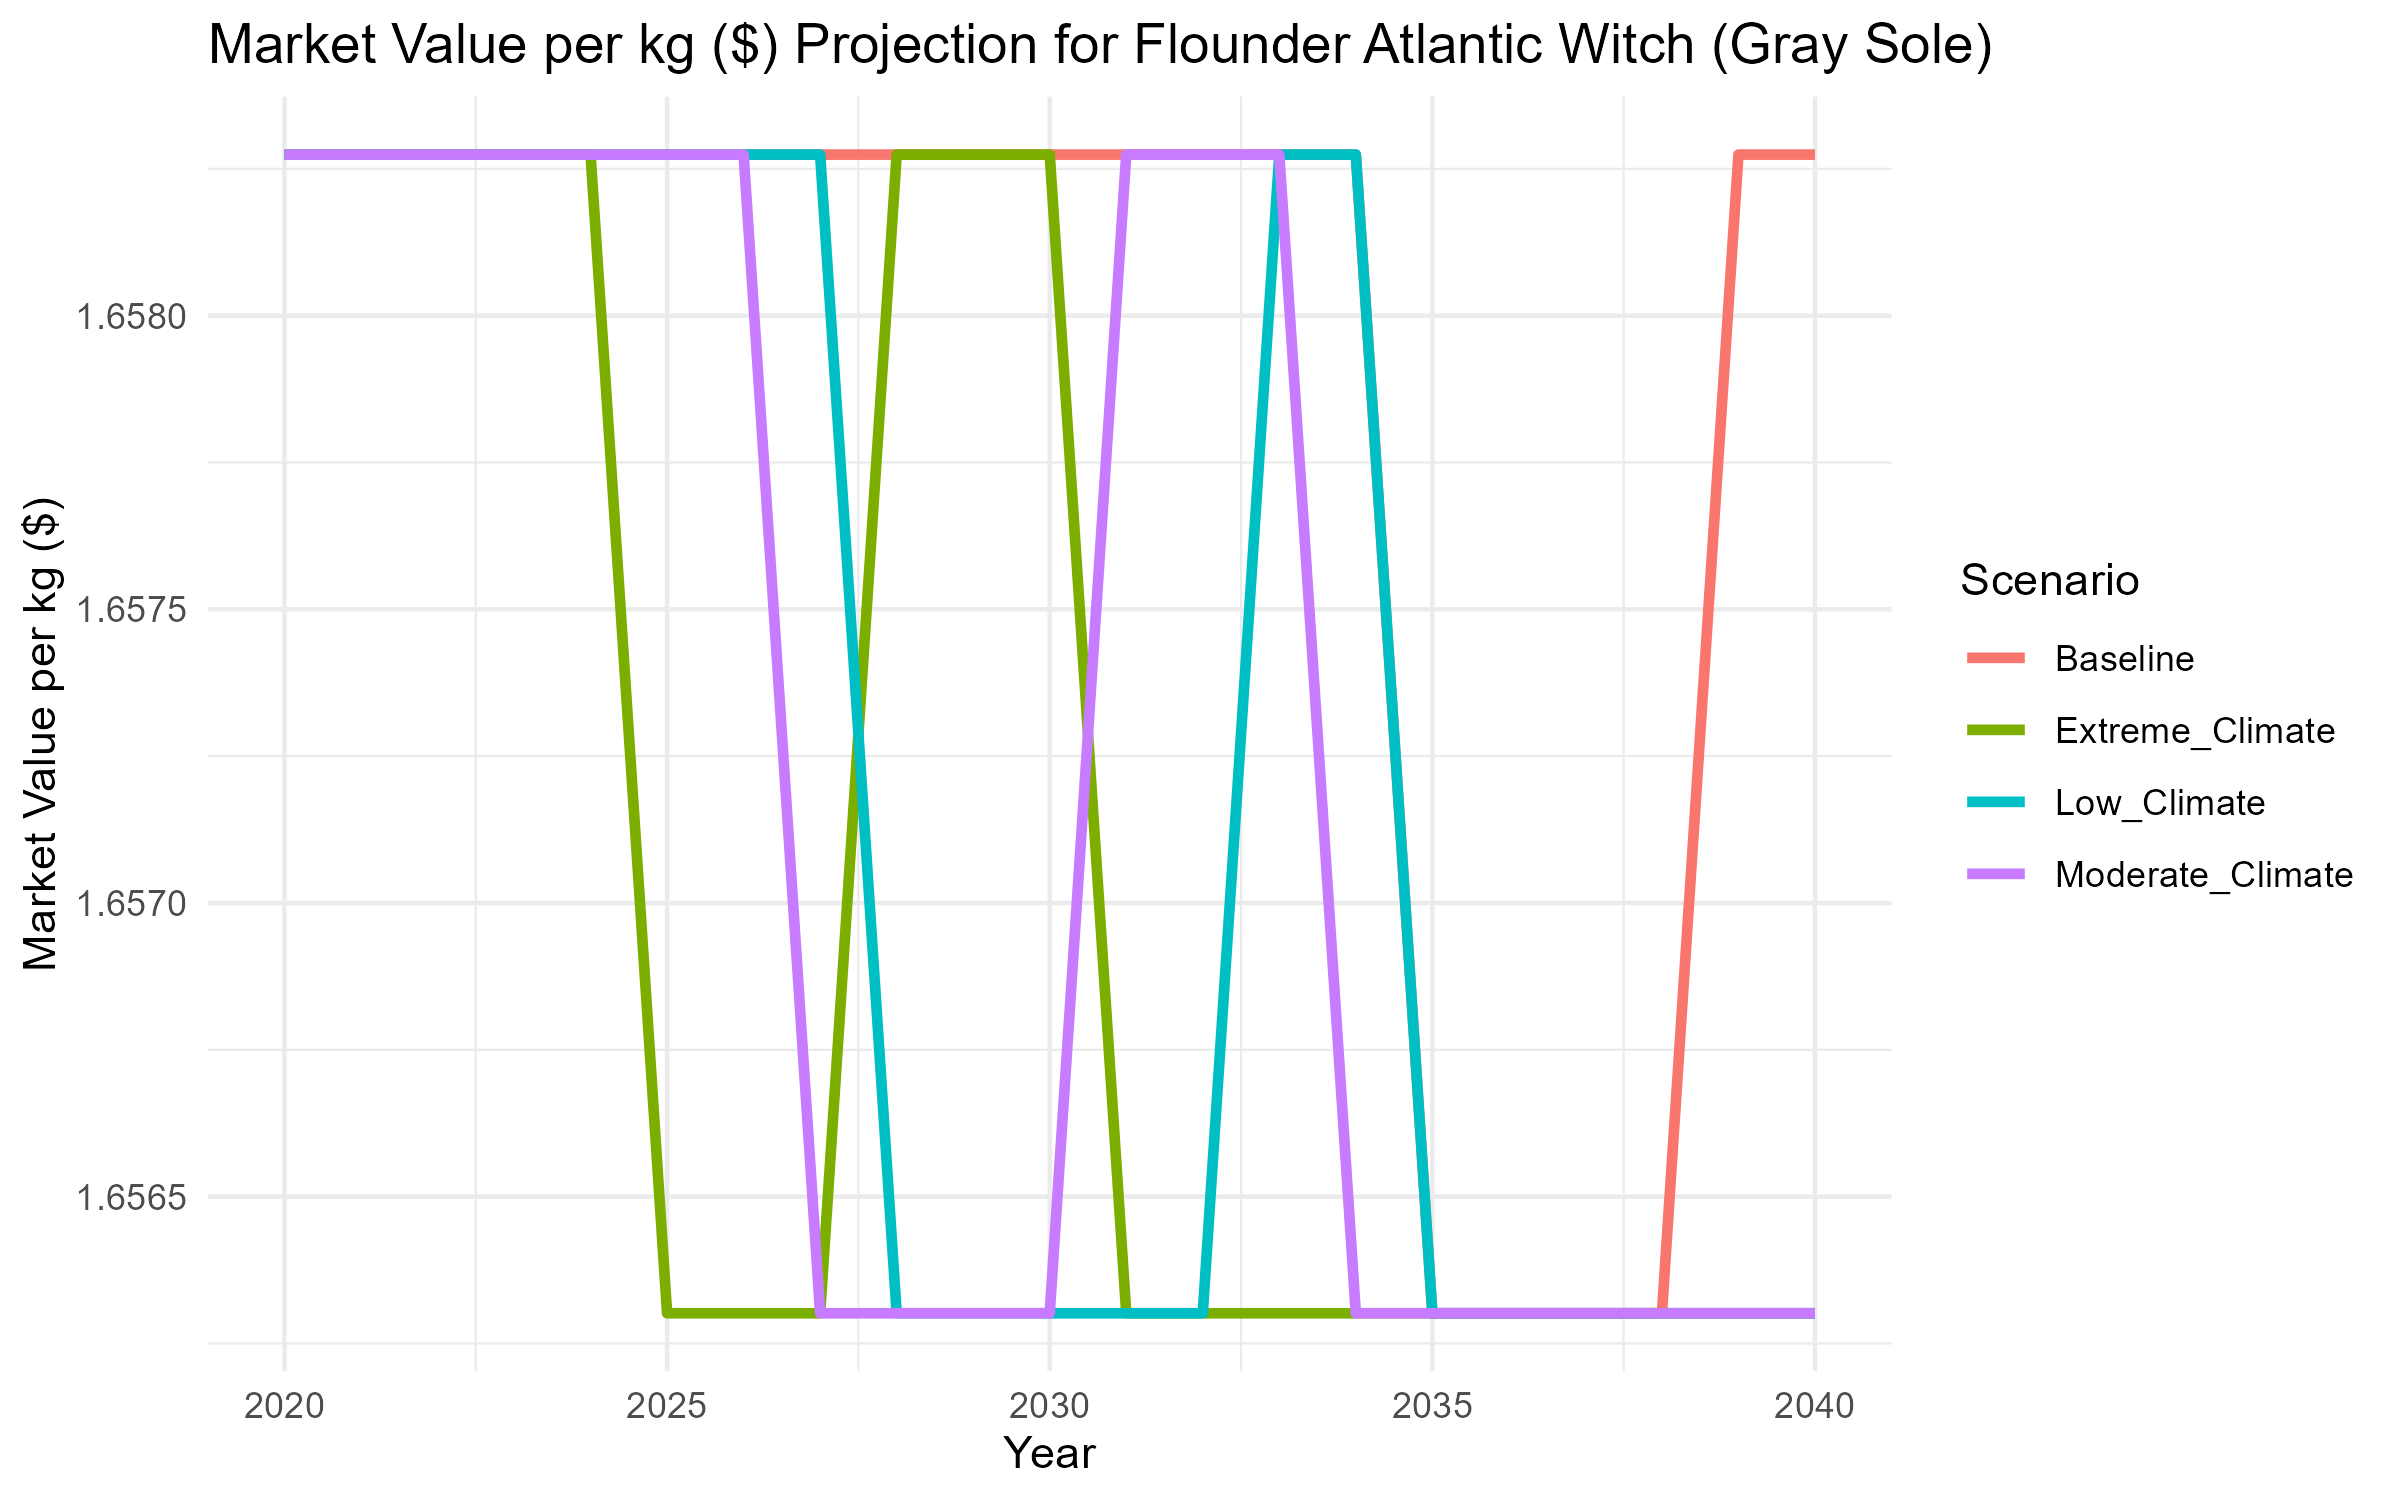 Market Value per kg ($) Projection for Flounder Atlantic Witch (Gray Sole)
Market Value per kg ($)
1.6580
1.6575
1.6570
1.6565
2020 2025 2030 2035 2040
Year
Scenario
Baseline
Extreme_Climate
Low_Climate
Moderate_Climate